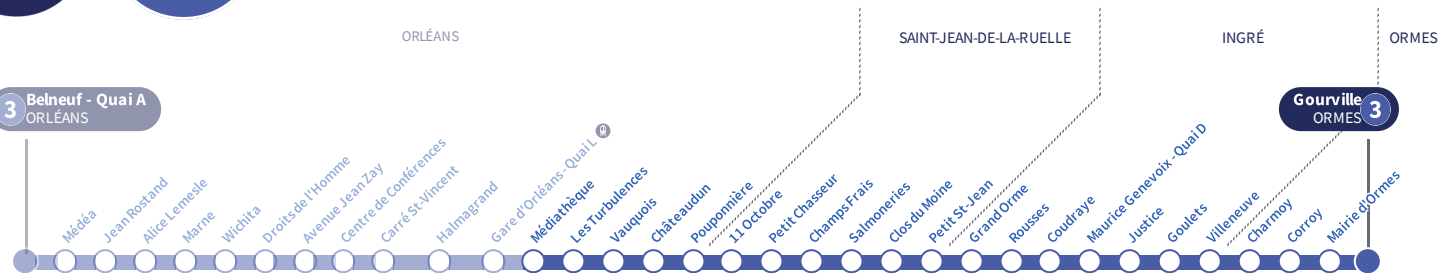 ORLÉANS
SAINT-JEAN-DE-LA-RUELLE
INGRÉ
ORMES
3
Belneuf - Quai A
ORLÉANS
Gourville
ORMES
3
Médéa
Jean Rostand
Alice Lemesle
Marne
Wichita
Droits de l'Homme
Avenue Jean Zay
Centre de Conférences
Carré St-Vincent
Halmagrand
Gare d'Orléans - Quai L
Médiathèque
Les Turbulences
Vauquois
Châteaudun
Pouponnière
11 Octobre
Petit Chasseur
Champs Frais
Salmoneries
Clos du Moine
Petit St-Jean
Grand Orme
Rousses
Coudraye
Maurice Genevoix - Quai D
Justice
Goulets
Villeneuve
Charmoy
Corroy
Mairie d'Ormes